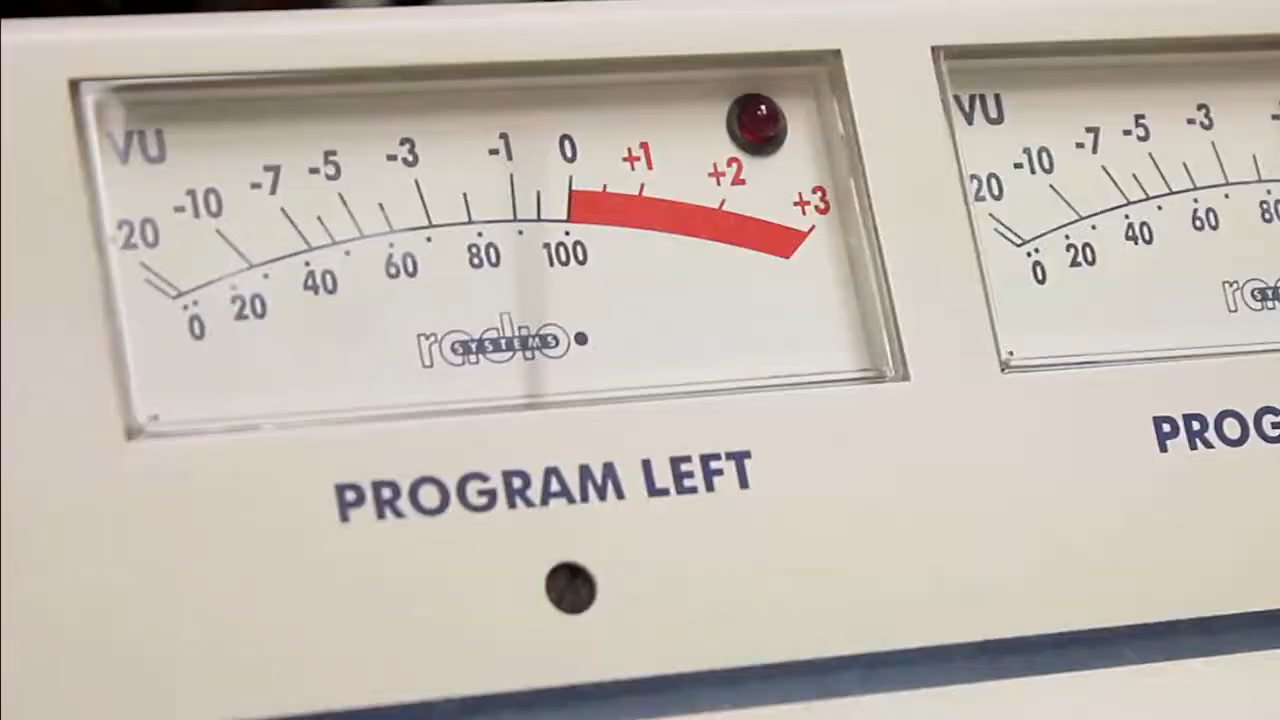 VU
20 -10 -7 -5 -3 -1 0 +1 +2 +3
0 20 40 60 80 100
radio
SYSTEMS
PROGRAM LEFT
VU
20 -10 -7 -5 -3
0 20 40 60 80
PROG